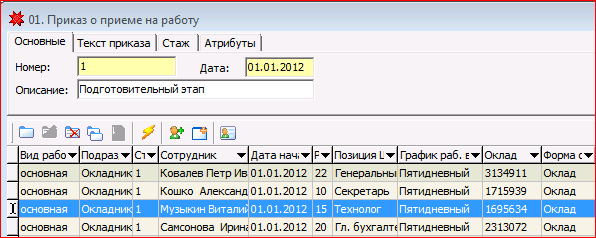 01. Приказ о приеме на работу
Основные Текст приказа Стаж Атрибуты
Номер: 1 Дата: 01.01.2012
Описание: Подготовительный этап
Вид рабо Подраз Ст Сотрудник Дата нача Р Позиция Ш График раб. в Оклад Форма о
основная Окладник 1 Ковалев Петр Ив 01.01.2012 22 Генеральны Пятидневный 3134911 Оклад
основная Окладник 1 Кошко Александ 01.01.2012 10 Секретарь Пятидневный 1715939 Оклад
основная Окладник 1 Музыкин Виталий 01.01.2012 15 Технолог Пятидневный 1695634 Оклад
основная Окладник 1 Самсонова Ирина 01.01.2012 20 Гл. бухгалте Пятидневный 2313072 Оклад